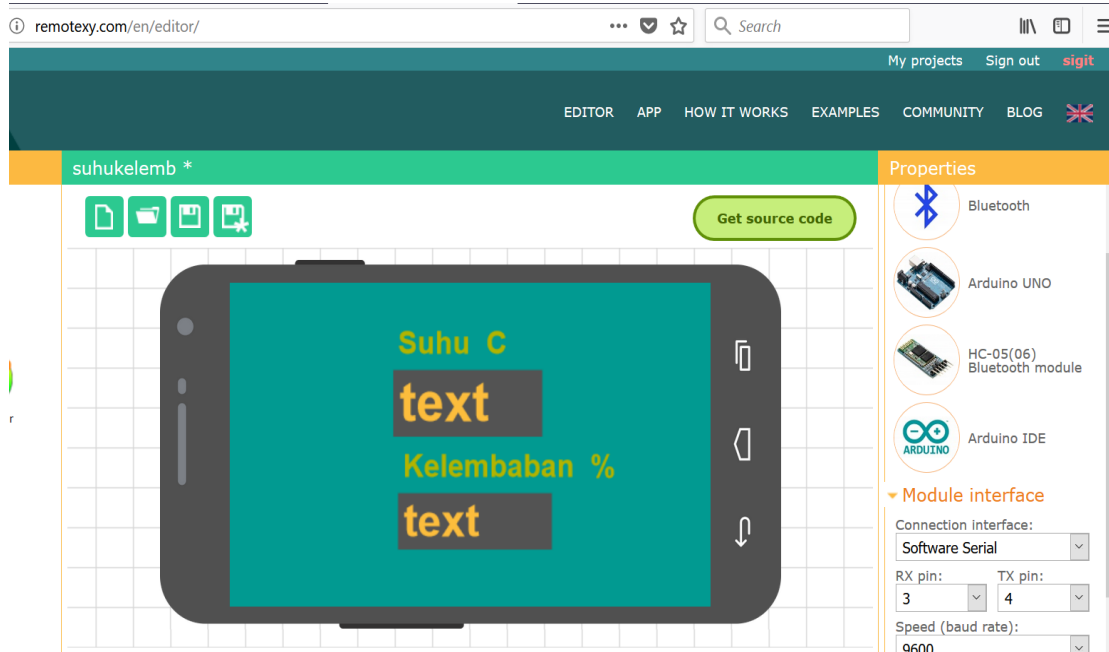 remotexy.com/en/editor/
Search
My projects Sign out sigit
EDITOR APP HOW IT WORKS EXAMPLES COMMUNITY BLOG
suhukelemb *
Properties
Get source code
Bluetooth
Arduino UNO
HC-05(06)
Bluetooth module
ARDUINO
Arduino IDE
Suhu C
text
Kelembaban %
text
r
Module interface
Connection interface:
Software Serial
RX pin: TX pin:
3 4
Speed (baud rate):
9600